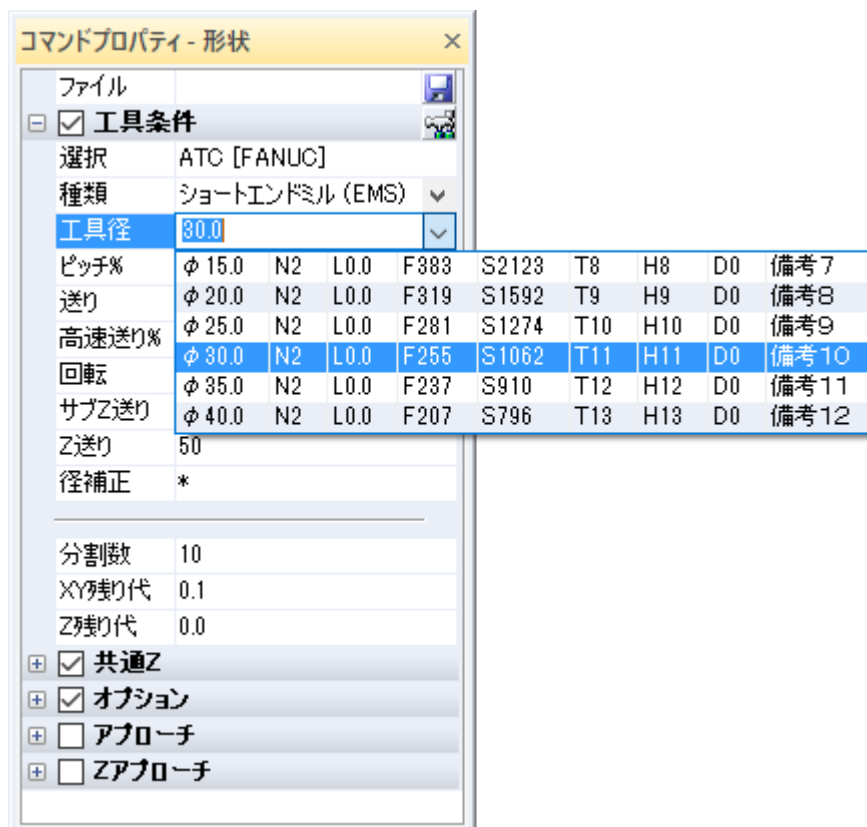 コマンドプロパティ - 形状
ファイル
工具条件
選択 ATC [FANUC]
種類 ショートエンドミル (EMS)
工具径 30.0
ピッチ% φ 15.0 N2 L0.0 F383 S2123 T8 H8 D0 備考7
送り φ 20.0 N2 L0.0 F319 S1592 T9 H9 D0 備考8
高速送り% φ 25.0 N2 L0.0 F281 S1274 T10 H10 D0 備考9
回転 φ 30.0 N2 L0.0 F255 S1062 T11 H11 D0 備考10
φ 35.0 N2 L0.0 F237 S910 T12 H12 D0 備考11
サブZ送り φ 40.0 N2 L0.0 F207 S796 T13 H13 D0 備考12
Z送り 50
径補正 *
分割数 10
XY残り代 0.1
Z残り代 0.0
共通Z
オプション
アプローチ
Zアプローチ